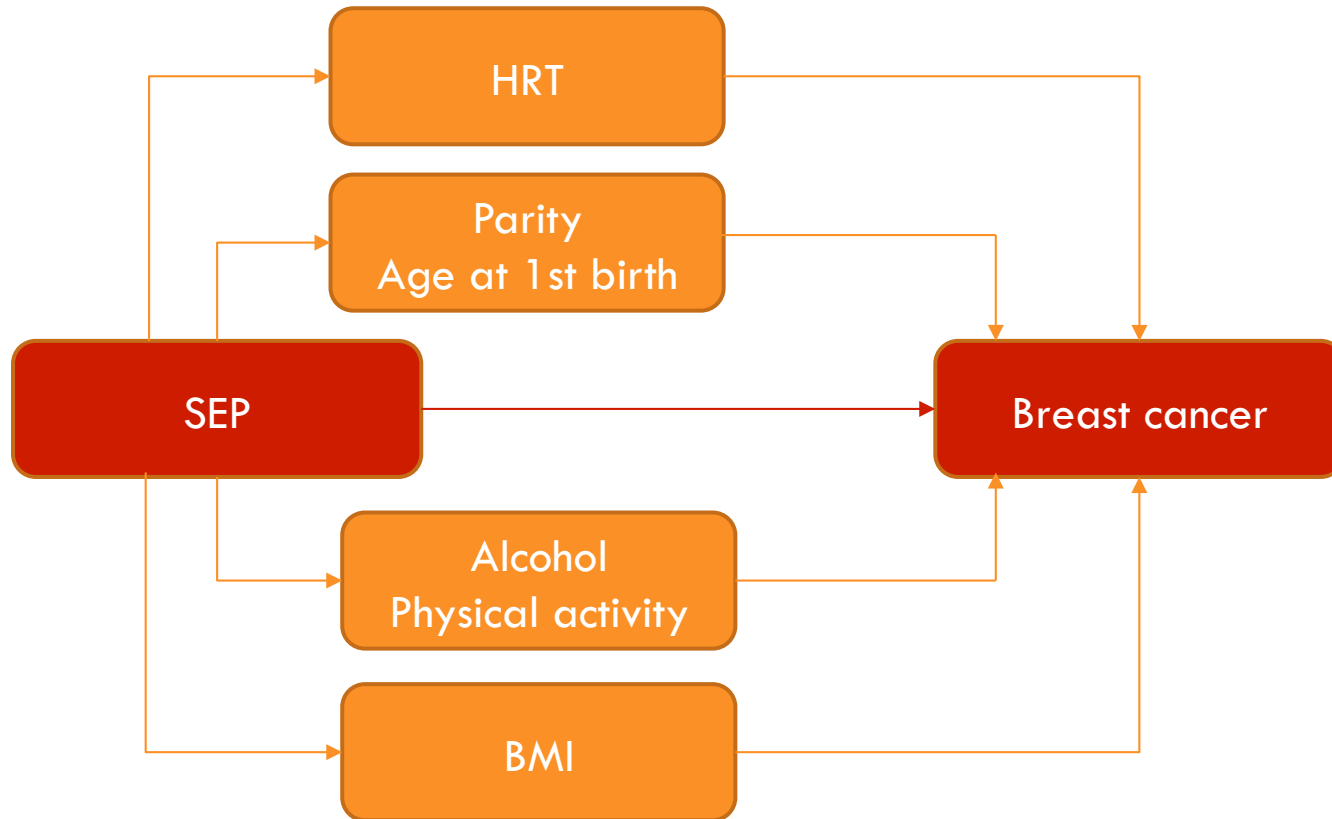 HRT
Parity
Age at 1st birth
SEP
Breast cancer
Alcohol
Physical activity
BMI